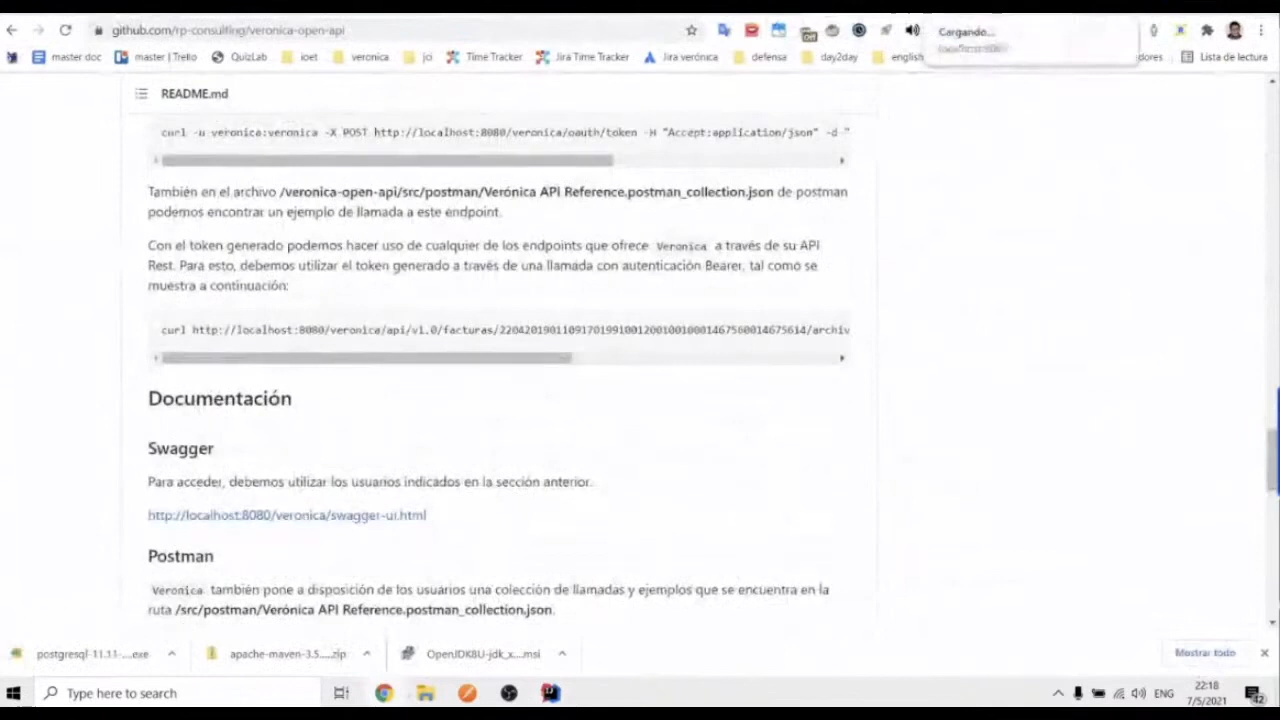 github.com/rp-consulting/veronica-open-api
Cargando...
master doc
master | Trello
QuizLab
ioet
veronica
jci
Time Tracker
Jira Time Tracker
Jira verónica
defensa
day2day
english
dores
Lista de lectura
README.md
curl -u veronica:veronica -X POST http://localhost:8080/veronica/oauth/token -H "Accept:application/json" -d "
También en el archivo /veronica-open-api/src/postman/Verónica API Reference.postman_collection.json de postman
podemos encontrar un ejemplo de llamada a este endpoint.
Con el token generado podemos hacer uso de cualquier de los endpoints que ofrece Veronica a través de su API
Rest. Para esto, debemos utilizar el token generado a través de una llamada con autenticación Bearer, tal como se
muestra a continuación:
curl http://localhost:8080/veronica/api/v1.0/facturas/2204201901109170199100120010010001467560014675614/archiv
Documentación
Swagger
Para acceder, debemos utilizar los usuarios indicados en la sección anterior.
http://localhost:8080/veronica/swagger-ui.html
Postman
Veronica también pone a disposición de los usuarios una colección de llamadas y ejemplos que se encuentra en la
ruta /src/postman/Verónica API Reference.postman_collection.json.
postgresql-11.11-....exe
apache-maven-3.5....zip
OpenJDK8U-jdk_x....msi
Mostrar todo
Type here to search
ENG
22:18
7/5/2021
42